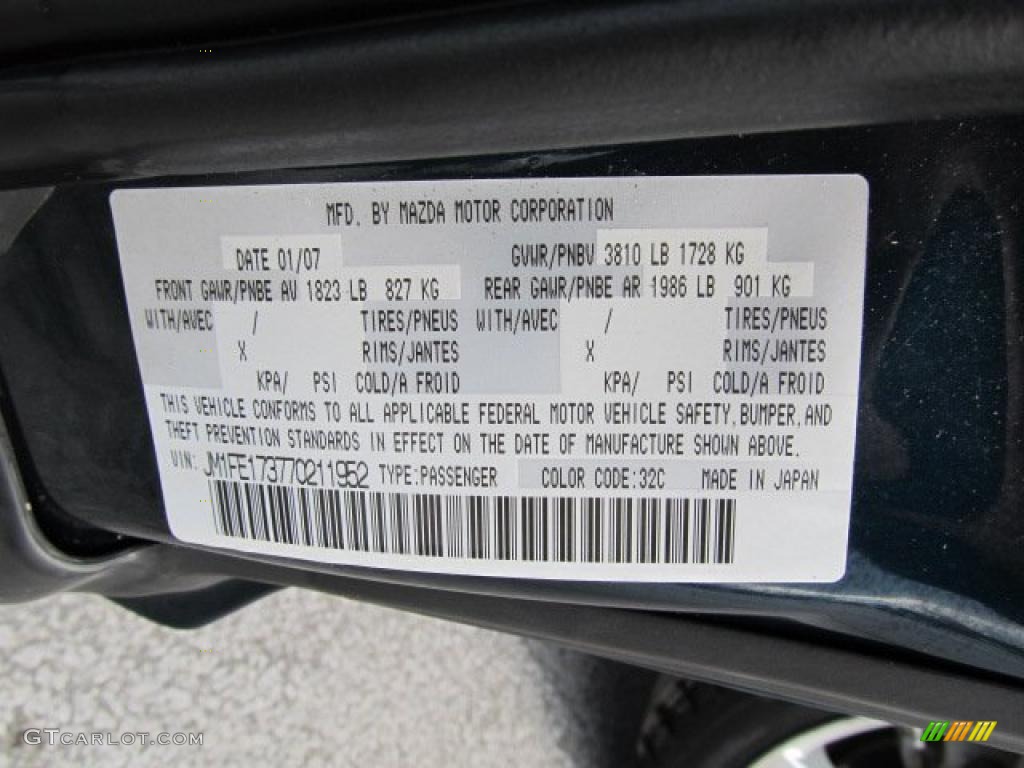 MFD. BY MAZDA MOTOR CORPORATION
DATE 01/07 GVWR/PNBV 3810 LB 1728 KG
FRONT GAWR/PNBE AV 1823 LB 827 KG REAR GAWR/PNBE AR 1986 LB 901 KG
WITH/AVEC / TIRES/PNEUS WITH/AVEC / TIRES/PNEUS
X RIMS/JANTES X RIMS/JANTES
KPA/ PSI COLD/A FROID KPA/ PSI COLD/A FROID
THIS VEHICLE CONFORMS TO ALL APPLICABLE FEDERAL MOTOR VEHICLE SAFETY, BUMPER, AND
THEFT PREVENTION STANDARDS IN EFFECT ON THE DATE OF MANUFACTURE SHOWN ABOVE.
VIN: JM1FE173770211952 TYPE:PASSENGER COLOR CODE:32C MADE IN JAPAN
GTCARLOT.COM